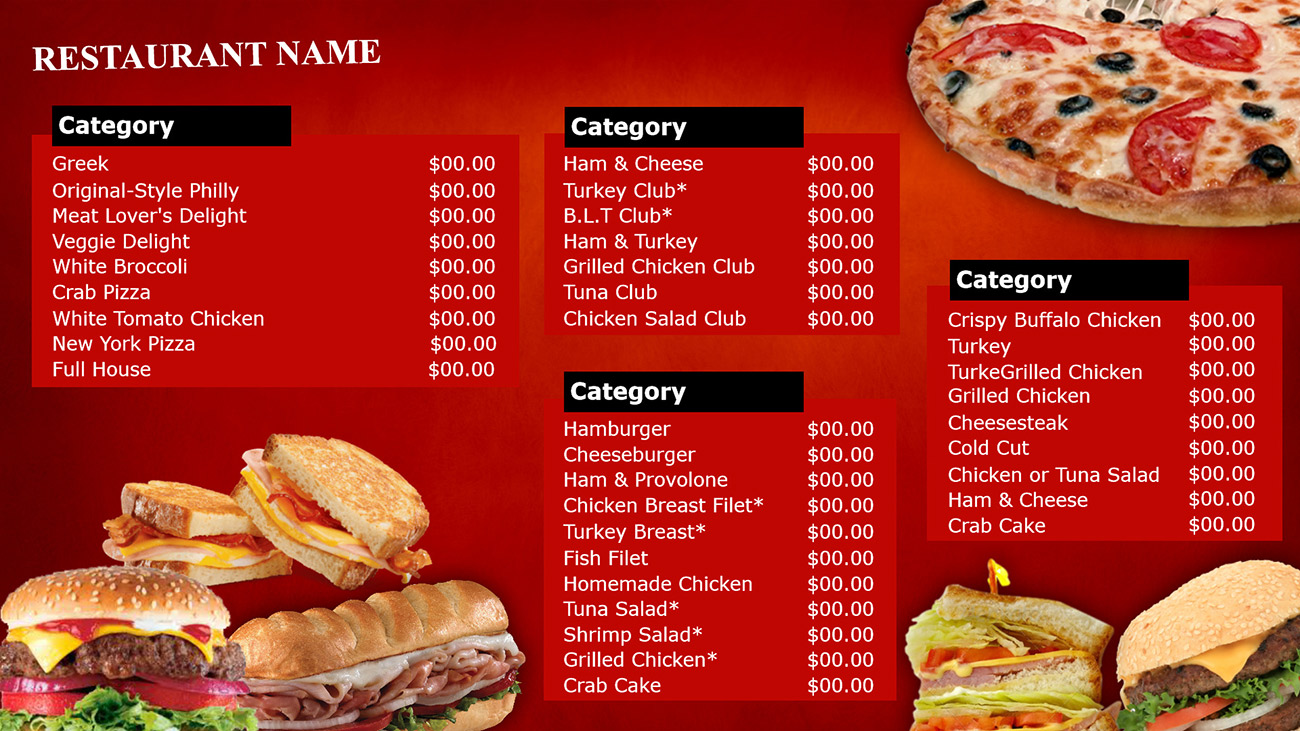 RESTAURANT NAME
Category
Greek $00.00
Original-Style Philly $00.00
Meat Lover's Delight $00.00
Veggie Delight $00.00
White Broccoli $00.00
Crab Pizza $00.00
White Tomato Chicken $00.00
New York Pizza $00.00
Full House $00.00
Category
Ham & Cheese $00.00
Turkey Club* $00.00
B.L.T Club* $00.00
Ham & Turkey $00.00
Grilled Chicken Club $00.00
Tuna Club $00.00
Chicken Salad Club $00.00
Category
Hamburger $00.00
Cheeseburger $00.00
Ham & Provolone $00.00
Chicken Breast Filet* $00.00
Turkey Breast* $00.00
Fish Filet $00.00
Homemade Chicken $00.00
Tuna Salad* $00.00
Shrimp Salad* $00.00
Grilled Chicken* $00.00
Crab Cake $00.00
Category
Crispy Buffalo Chicken $00.00
Turkey $00.00
TurkeGrilled Chicken $00.00
Grilled Chicken $00.00
Cheesesteak $00.00
Cold Cut $00.00
Chicken or Tuna Salad $00.00
Ham & Cheese $00.00
Crab Cake $00.00